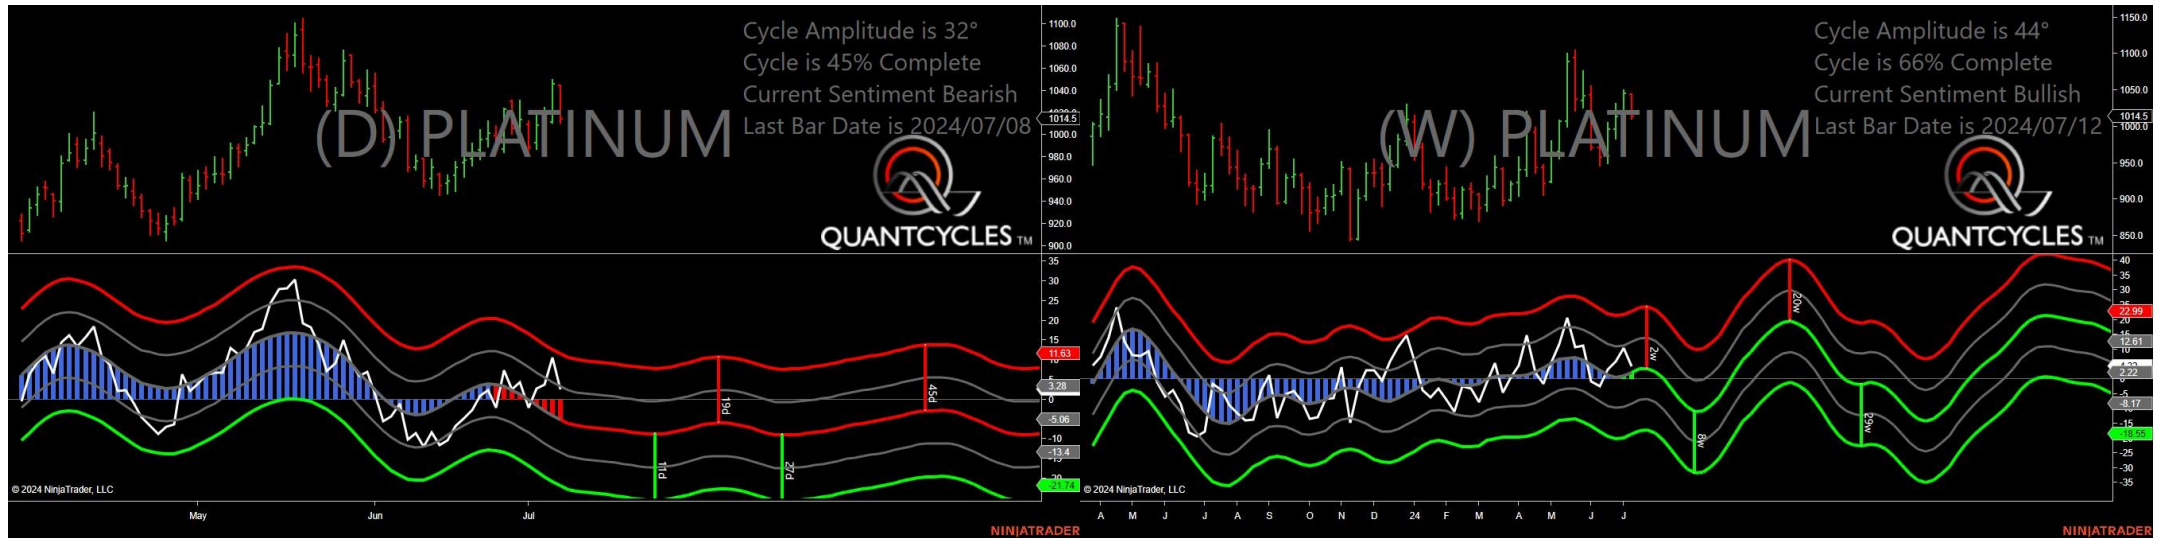 Cycle Amplitude is 32°
Cycle is 45% Complete
Current Sentiment Bearish
Last Bar Date is 2024/07/08
(D) PLATINUM
QUANTCYCLES TM
1100.0
1080.0
1060.0
1040.0
1020.0
1014.5
1000.0
980.0
960.0
940.0
920.0
900.0
35
30
25
20
15
11.63
3.28
0
-5.06
-10
-13.4
-21.74
11d
19d
27d
45d
© 2024 NinjaTrader, LLC
May Jun Jul
NINJATRADER
Cycle Amplitude is 44°
Cycle is 66% Complete
Current Sentiment Bullish
Last Bar Date is 2024/07/12
(W) PLATINUM
QUANTCYCLES TM
1150.0
1100.0
1050.0
1014.5
1000.0
950.0
900.0
850.0
40
35
30
22.99
20
12.61
2.22
-5
-8.17
-15
-18.55
-25
-30
-35
2w
8w
20w
29w
© 2024 NinjaTrader, LLC
A M J J A S O N D 24 F M A M J J
NINJATRADER